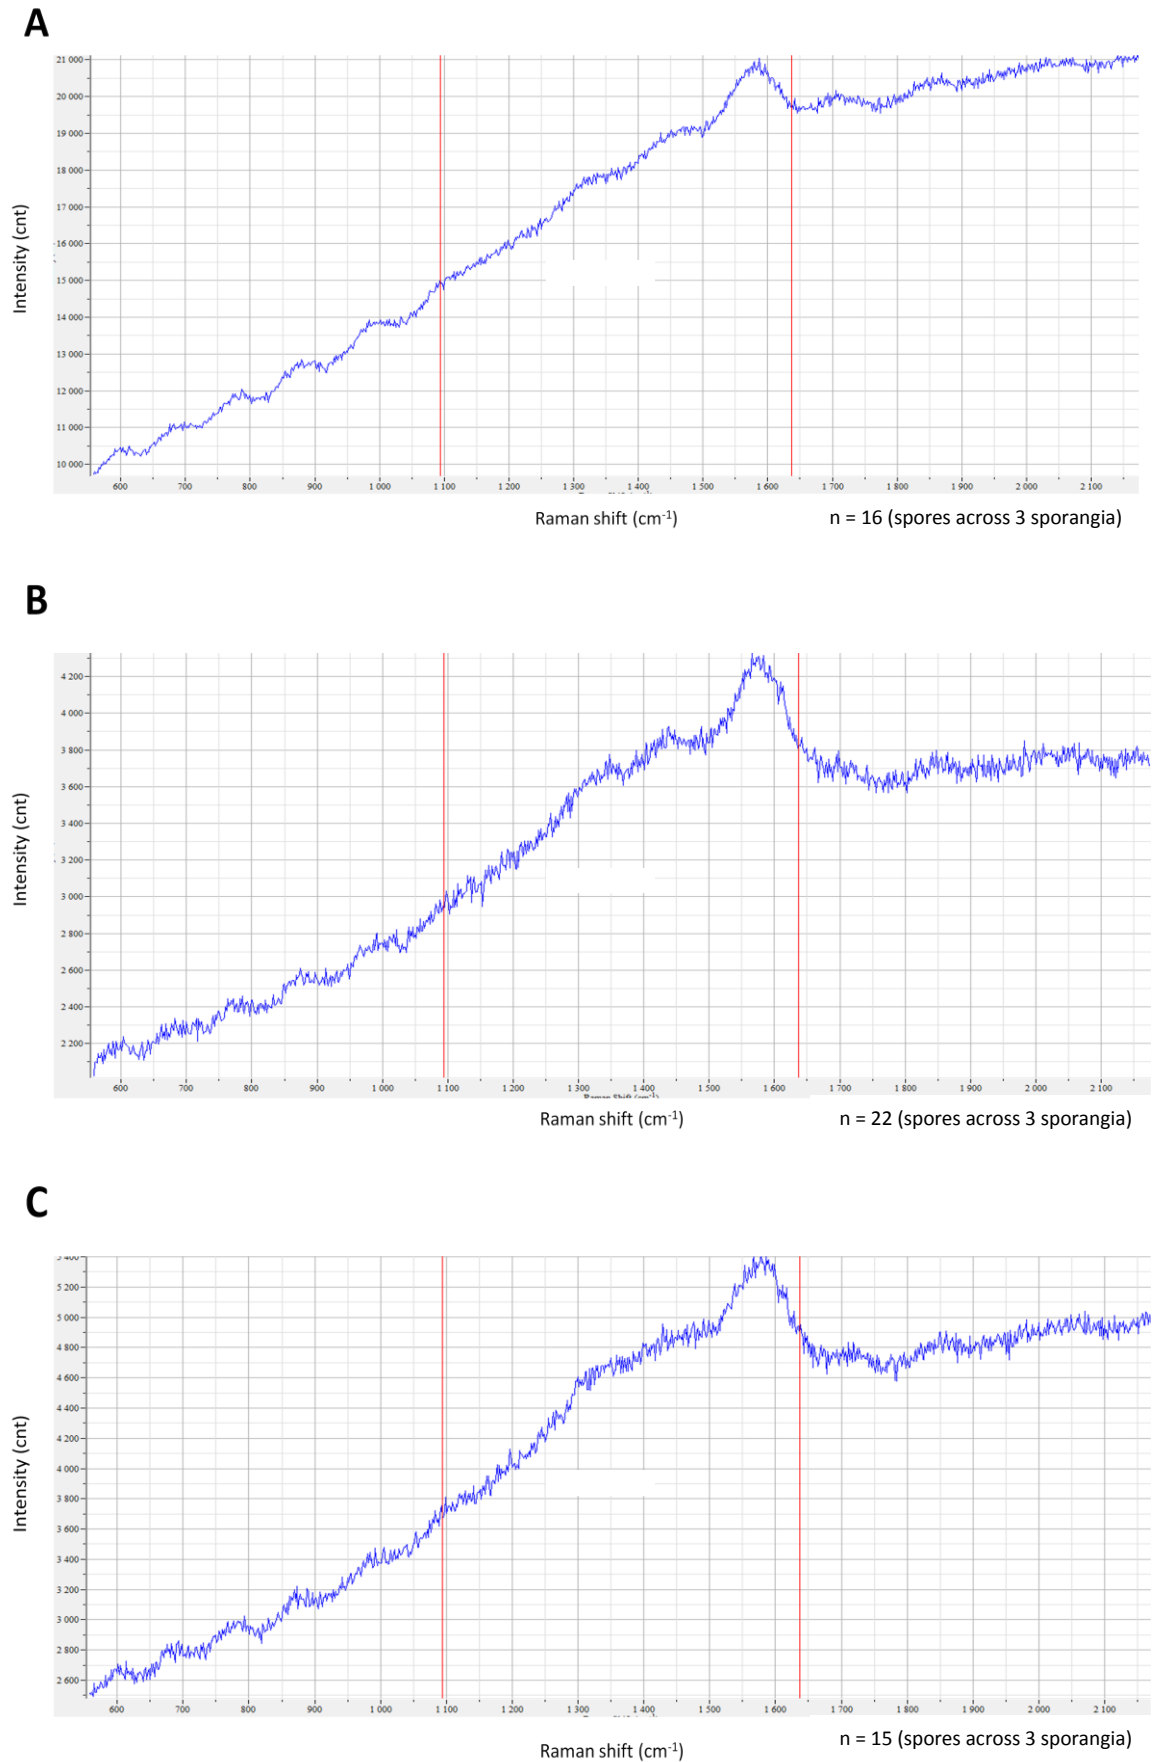 A
21 000
20 000
19 000
18 000
17 000
16 000
15 000
14 000
13 000
12 000
11 000
10 000
Intensity (cnt)
600 700 800 900 1 000 1 100 1 200 1 300 1 400 1 500 1 600 1 700 1 800 1 900 2 000 2 100
Raman shift (cm⁻¹)
n = 16 (spores across 3 sporangia)
B
4 200
4 000
3 800
3 600
3 400
3 200
3 000
2 800
2 600
2 400
2 200
Intensity (cnt)
600 700 800 900 1 000 1 100 1 200 1 300 1 400 1 500 1 600 1 700 1 800 1 900 2 000 2 100
Raman Shift (cm⁻¹)
Raman shift (cm⁻¹)
n = 22 (spores across 3 sporangia)
C
5 400
5 200
5 000
4 800
4 600
4 400
4 200
4 000
3 800
3 600
3 400
3 200
3 000
2 800
2 600
Intensity (cnt)
600 700 800 900 1 000 1 100 1 200 1 300 1 400 1 500 1 600 1 700 1 800 1 900 2 000 2 100
Raman shift (cm⁻¹)
n = 15 (spores across 3 sporangia)